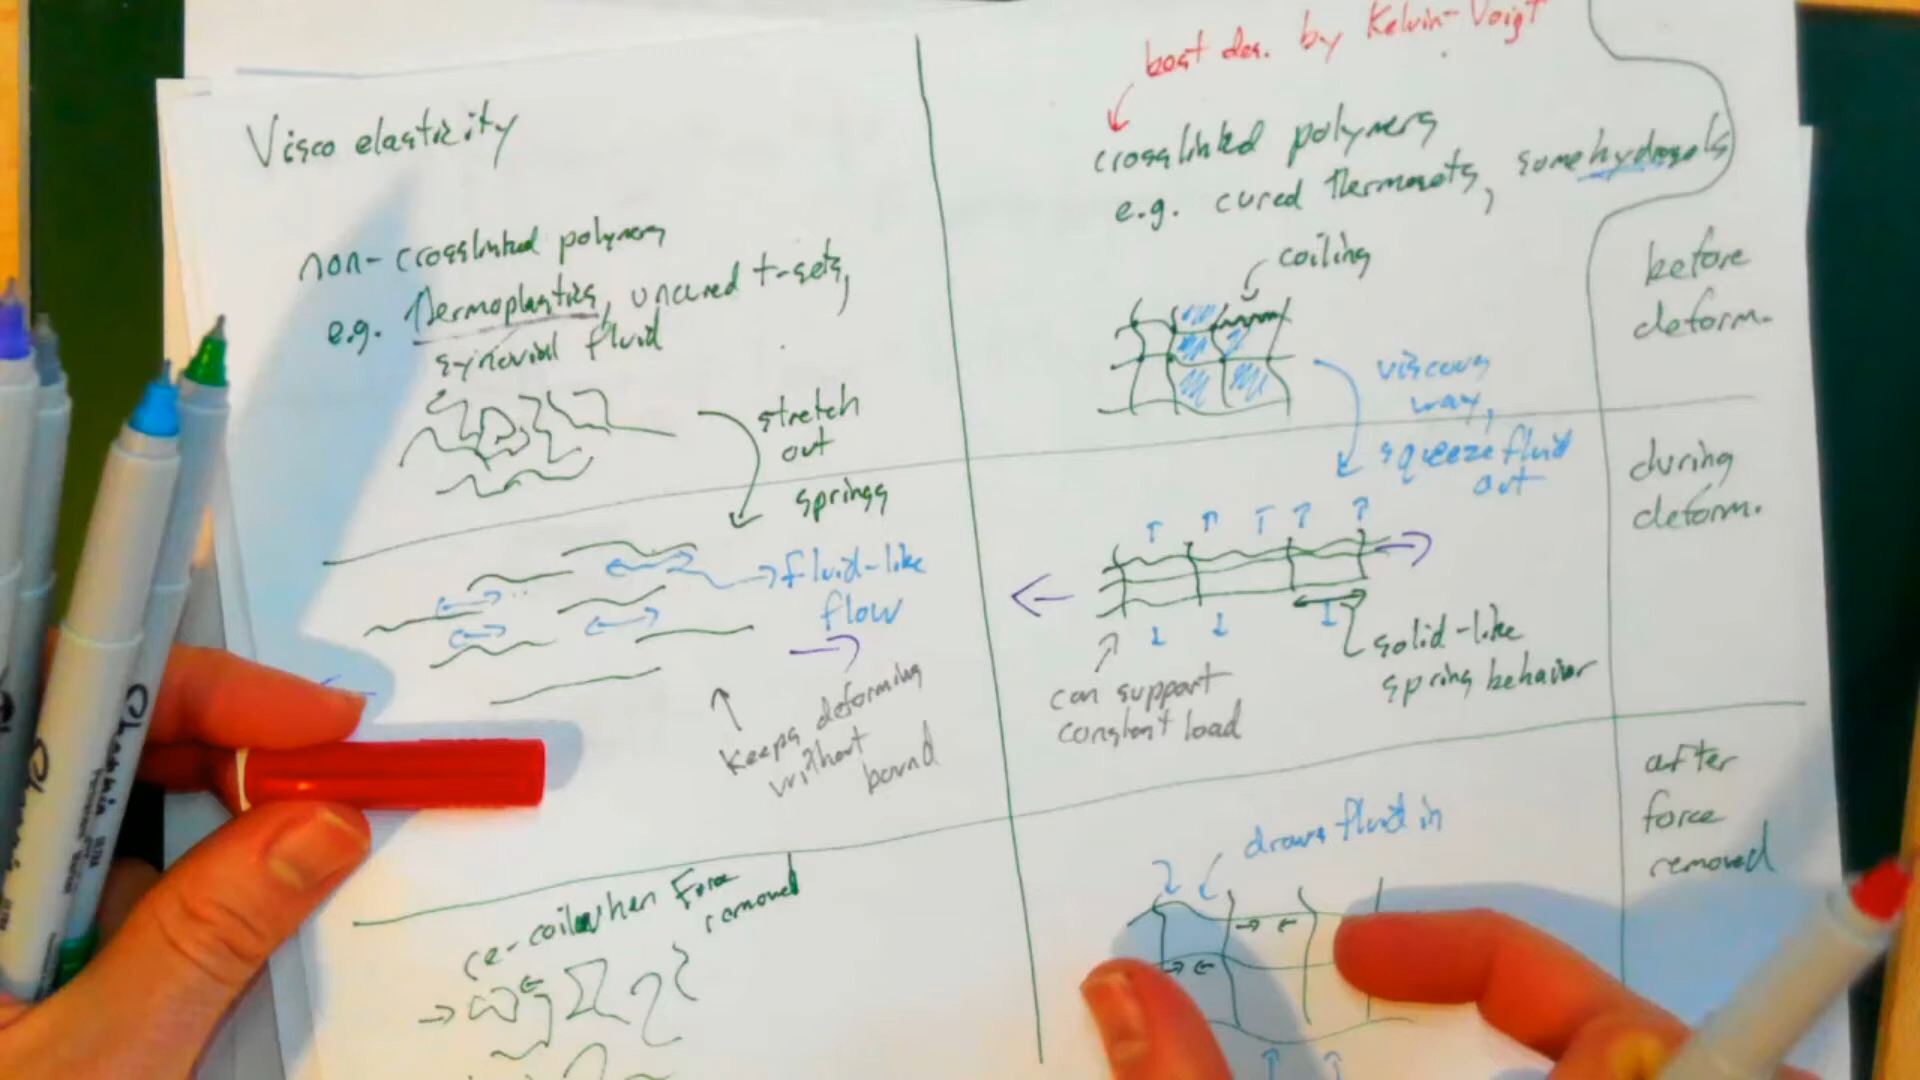 Viscoelasticity
non-crosslinked polymers
e.g. thermoplastics, uncured t-sets,
synovial fluid
stretch
out
springs
fluid-like
flow
keeps deforming
without
bound
re-coil when force
removed
best des. by Kelvin-Voigt
crosslinked polymers
e.g. cured thermosets, some hydrogels
coiling
before
deform.
viscous
way,
squeeze fluid
out
during
deform.
can support
constant load
solid-like
spring behavior
draws fluid in
after
force
removed